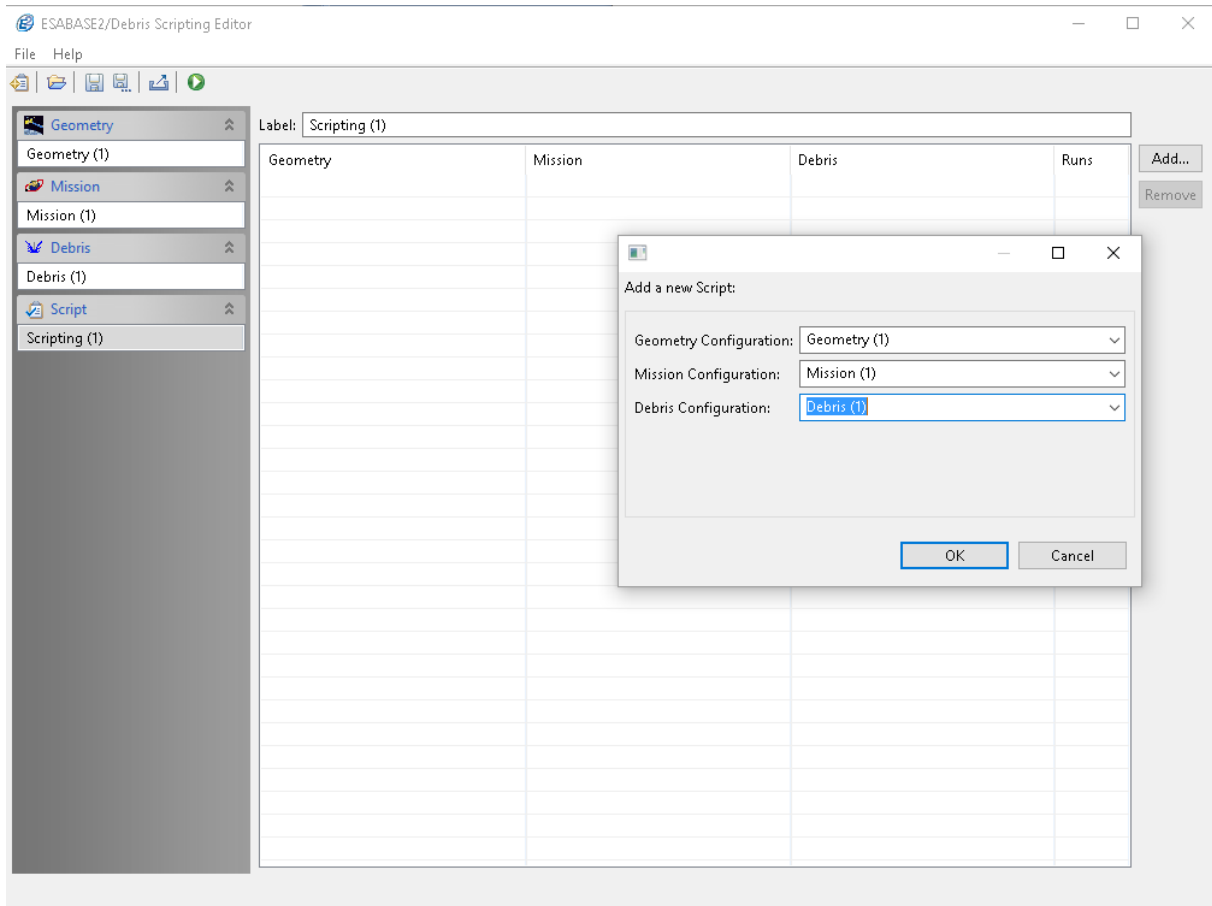 ESABASE2/Debris Scripting Editor
File Help
Geometry
Geometry (1)
Mission
Mission (1)
Debris
Debris (1)
Script
Scripting (1)
Label: Scripting (1)
Geometry Mission Debris Runs
Add...
Remove
Add a new Script:
Geometry Configuration: Geometry (1)
Mission Configuration: Mission (1)
Debris Configuration: Debris (1)
OK Cancel